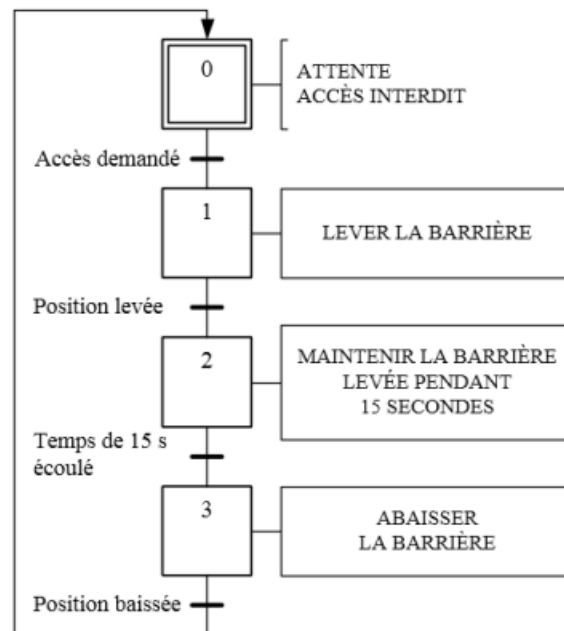 0
ATTENTE
ACCÈS INTERDIT
Accès demandé
1
LEVER LA BARRIÈRE
Position levée
2
MAINTENIR LA BARRIÈRE
LEVÉE PENDANT
15 SECONDES
Temps de 15 s
écoulé
3
ABAISSER
LA BARRIÈRE
Position baissée